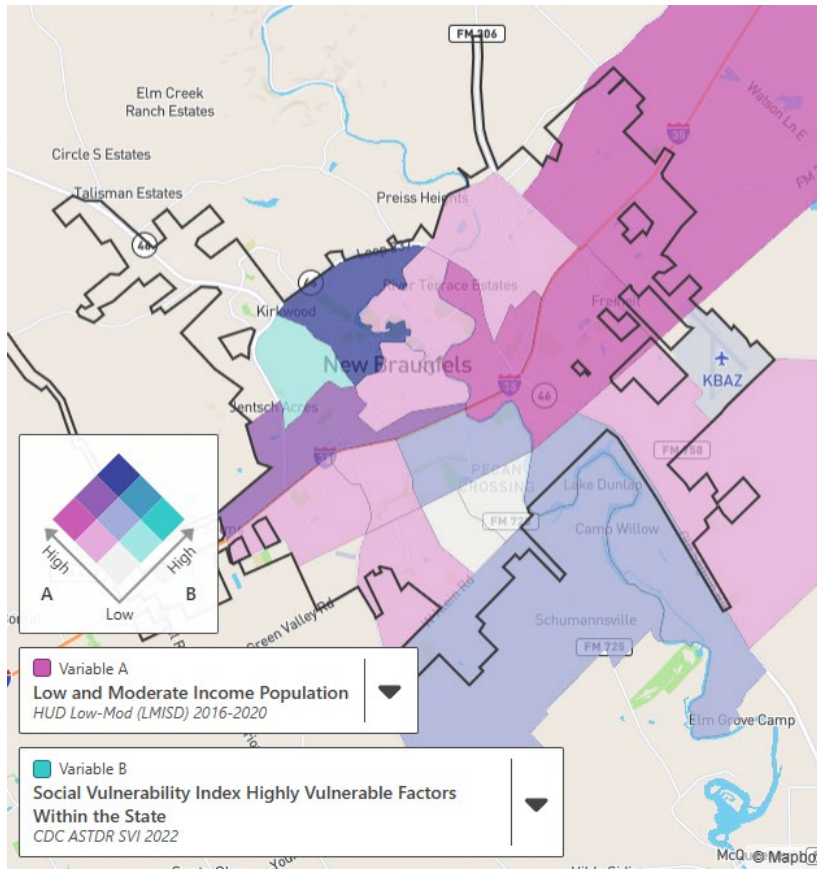 FM 306
Elm Creek
Ranch Estates
Watson Ln E
35
Circle S Estates
Talisman Estates
Preiss Heights
46
Loop 337
46
River Terrace Estates
Kirkwood
Freiheit
New Braunfels
KBAZ
35
46
Jentsch Acres
FM 758
PECAN
CROSSING
Lake Dunlap
FM 725
Camp Willow
High
High
A
B
Low
Klein Rd
Green Valley Rd
Schumannsville
FM 725
Variable A
Low and Moderate Income Population
HUD Low-Mod (LMISD) 2016-2020
Elm Grove Camp
Variable B
Social Vulnerability Index Highly Vulnerable Factors
Within the State
CDC ASTDR SVI 2022
© Mapbox